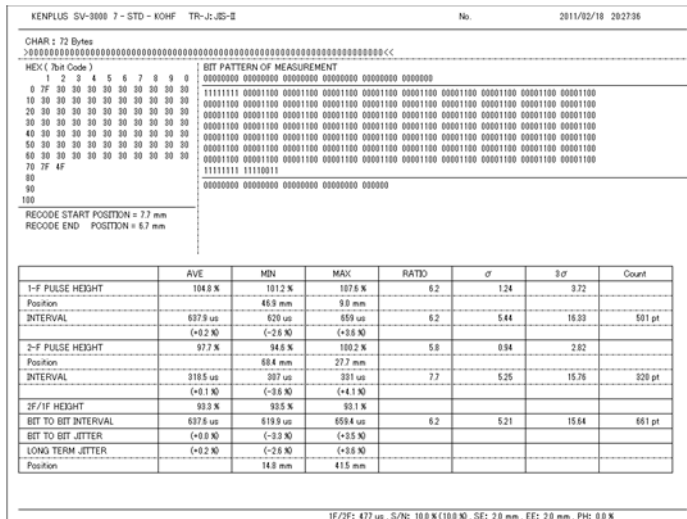 KENPLUS SV-3000 7 - STD - KOHF TR-J: JIS-II No. 2011/02/18 20:27:36
CHAR : 72 Bytes
HEX ( 7bit Code )
1 2 3 4 5 6 7 8 9 0
0 7F 30 30 30 30 30 30 30 30 30
10 30 30 30 30 30 30 30 30 30 30
20 30 30 30 30 30 30 30 30 30 30
30 30 30 30 30 30 30 30 30 30 30
40 30 30 30 30 30 30 30 30 30 30
50 30 30 30 30 30 30 30 30 30 30
60 30 30 30 30 30 30 30 30 30 30
70 7F 4F
80
90
100
RECODE START POSITION = 7.7 mm
RECODE END POSITION = 6.7 mm
BIT PATTERN OF MEASUREMENT
00000000 00000000 00000000 00000000 00000000 0000000
11111111 00001100 00001100 00001100 00001100 00001100 00001100 00001100 00001100 00001100
00001100 00001100 00001100 00001100 00001100 00001100 00001100 00001100 00001100 00001100
00001100 00001100 00001100 00001100 00001100 00001100 00001100 00001100 00001100 00001100
00001100 00001100 00001100 00001100 00001100 00001100 00001100 00001100 00001100 00001100
00001100 00001100 00001100 00001100 00001100 00001100 00001100 00001100 00001100 00001100
00001100 00001100 00001100 00001100 00001100 00001100 00001100 00001100 00001100 00001100
00001100 00001100 00001100 00001100 00001100 00001100 00001100 00001100 00001100 00001100
11111111 11110011
00000000 00000000 00000000 00000000 000000
AVE MIN MAX RATIO σ 3σ Count
1-F PULSE HEIGHT 104.8 % 101.2 % 107.6 % 6.2 1.24 3.72
Position 46.9 mm 9.0 mm
INTERVAL 637.9 us 620 us 659 us 6.2 5.44 16.33 501 pt
(+0.2 %) (-2.6 %) (+3.6 %)
2-F PULSE HEIGHT 97.7 % 94.6 % 100.2 % 5.8 0.94 2.82
Position 68.4 mm 27.7 mm
INTERVAL 318.5 us 307 us 331 us 7.7 5.25 15.76 320 pt
(+0.1 %) (-3.6 %) (+4.1 %)
2F/1F HEIGHT 93.3 % 93.5 % 93.1 %
BIT TO BIT INTERVAL 637.6 us 619.9 us 659.4 us 6.2 5.21 15.64 661 pt
BIT TO BIT JITTER (+0.0 %) (-3.3 %) (+3.5 %)
LONG TERM JITTER (+0.2 %) (-2.6 %) (+3.6 %)
Position 14.8 mm 41.5 mm
1F/2F: 477 us , S/N: 10.0 % (10.0 %) , SE: 2.0 mm , EE: 2.0 mm , PH: 0.0 %